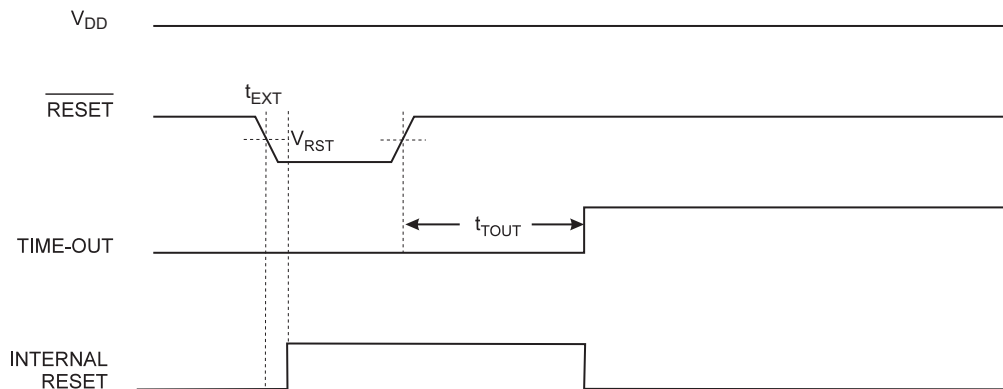 VDD
RESET
tEXT
VRST
tTOUT
TIME-OUT
INTERNAL
RESET